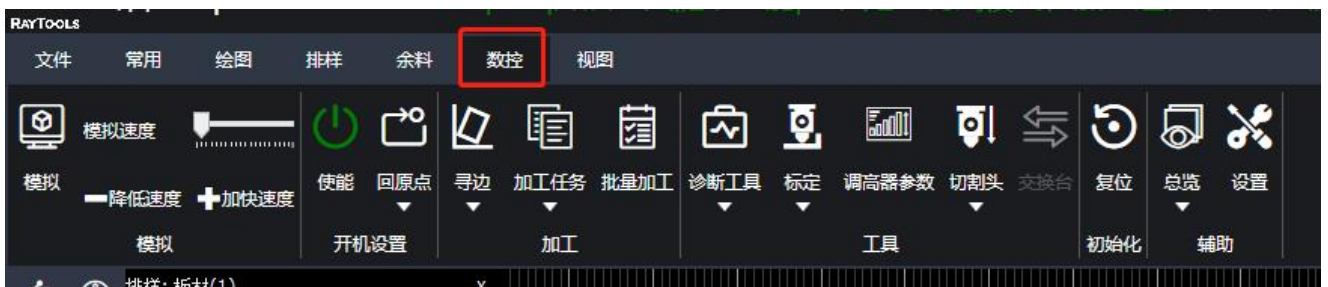 RAYTOOLS
文件 常用 绘图 排样 余料 数控 视图
模拟速度
模拟 降低速度 加快速度 使能 回原点 寻边 加工任务 批量加工 诊断工具 标定 调高器参数 切割头 交换台 复位 总览 设置
模拟 开机设置 加工 工具 初始化 辅助
排样: 板材(1) x